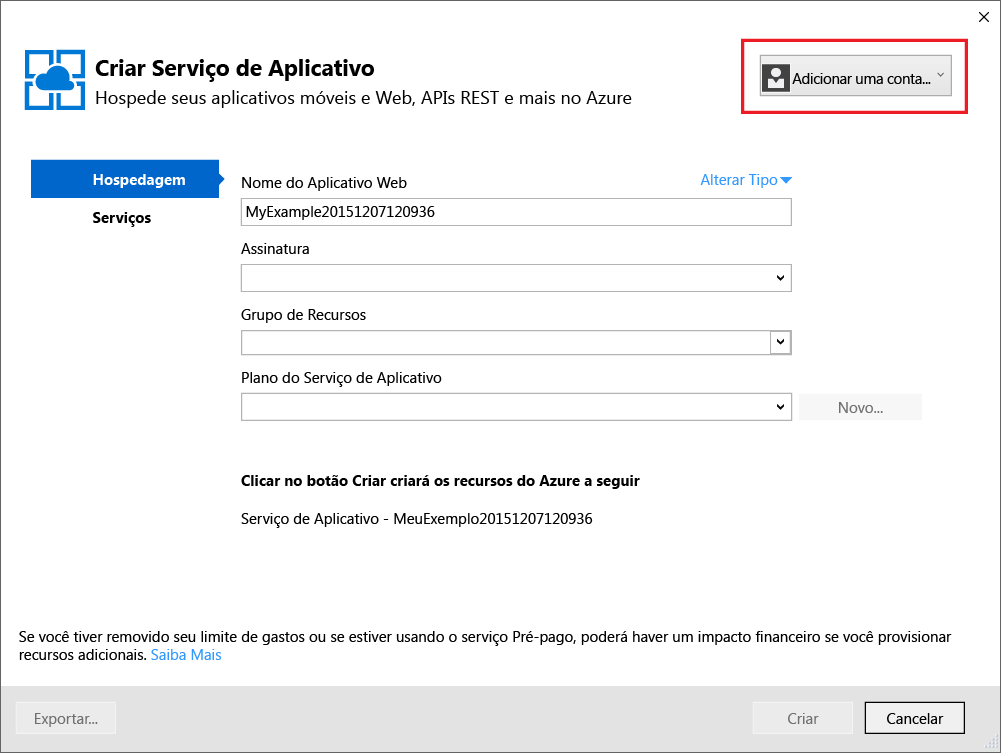 Criar Serviço de Aplicativo
Hospede seus aplicativos móveis e Web, APIs REST e mais no Azure
Adicionar uma conta...
Hospedagem
Serviços
Nome do Aplicativo Web
Alterar Tipo
MyExample20151207120936
Assinatura
Grupo de Recursos
Plano do Serviço de Aplicativo
Novo...
Clicar no botão Criar criará os recursos do Azure a seguir
Serviço de Aplicativo - MeuExemplo20151207120936
Se você tiver removido seu limite de gastos ou se estiver usando o serviço Pré-pago, poderá haver um impacto financeiro se você provisionar
recursos adicionais. Saiba Mais
Exportar...
Criar
Cancelar